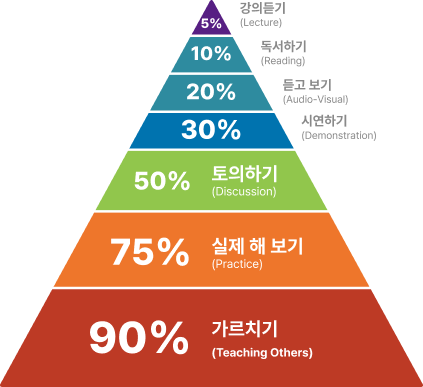 5%
강의듣기
(Lecture)
10%
독서하기
(Reading)
20%
듣고 보기
(Audio-Visual)
30%
시연하기
(Demonstration)
50%
토의하기
(Discussion)
75%
실제 해 보기
(Practice)
90%
가르치기
(Teaching Others)